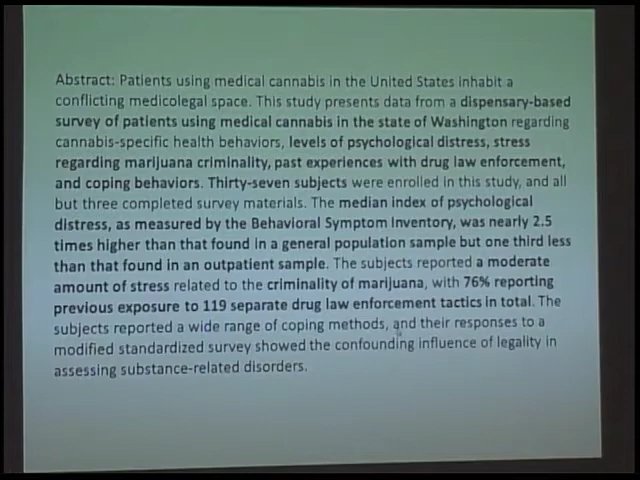 Abstract: Patients using medical cannabis in the United States inhabit a
conflicting medicolegal space. This study presents data from a dispensary-based
survey of patients using medical cannabis in the state of Washington regarding
cannabis-specific health behaviors, levels of psychological distress, stress
regarding marijuana criminality, past experiences with drug law enforcement,
and coping behaviors. Thirty-seven subjects were enrolled in this study, and all
but three completed survey materials. The median index of psychological
distress, as measured by the Behavioral Symptom Inventory, was nearly 2.5
times higher than that found in a general population sample but one third less
than that found in an outpatient sample. The subjects reported a moderate
amount of stress related to the criminality of marijuana, with 76% reporting
previous exposure to 119 separate drug law enforcement tactics in total. The
subjects reported a wide range of coping methods, and their responses to a
modified standardized survey showed the confounding influence of legality in
assessing substance-related disorders.